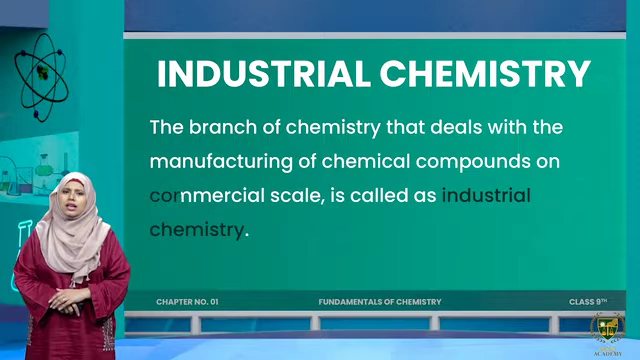 INDUSTRIAL CHEMISTRY
The branch of chemistry that deals with the
manufacturing of chemical compounds on
commercial scale, is called as industrial
chemistry.
CHAPTER NO. 01 FUNDAMENTALS OF CHEMISTRY CLASS 9TH
ACADEMY